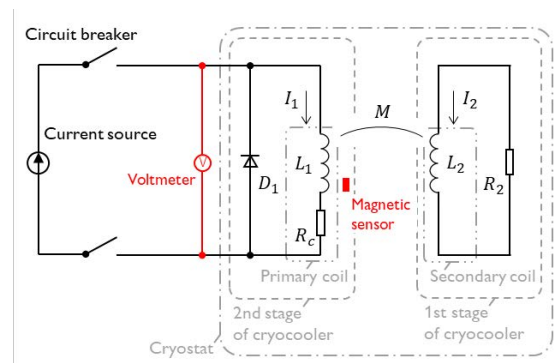 Circuit breaker
Current source
V
Voltmeter
D₁
I₁
L₁
R_c
M
Magnetic
sensor
I₂
L₂
R₂
Primary coil
Secondary coil
2nd stage
of cryocooler
1st stage
of cryocooler
Cryostat